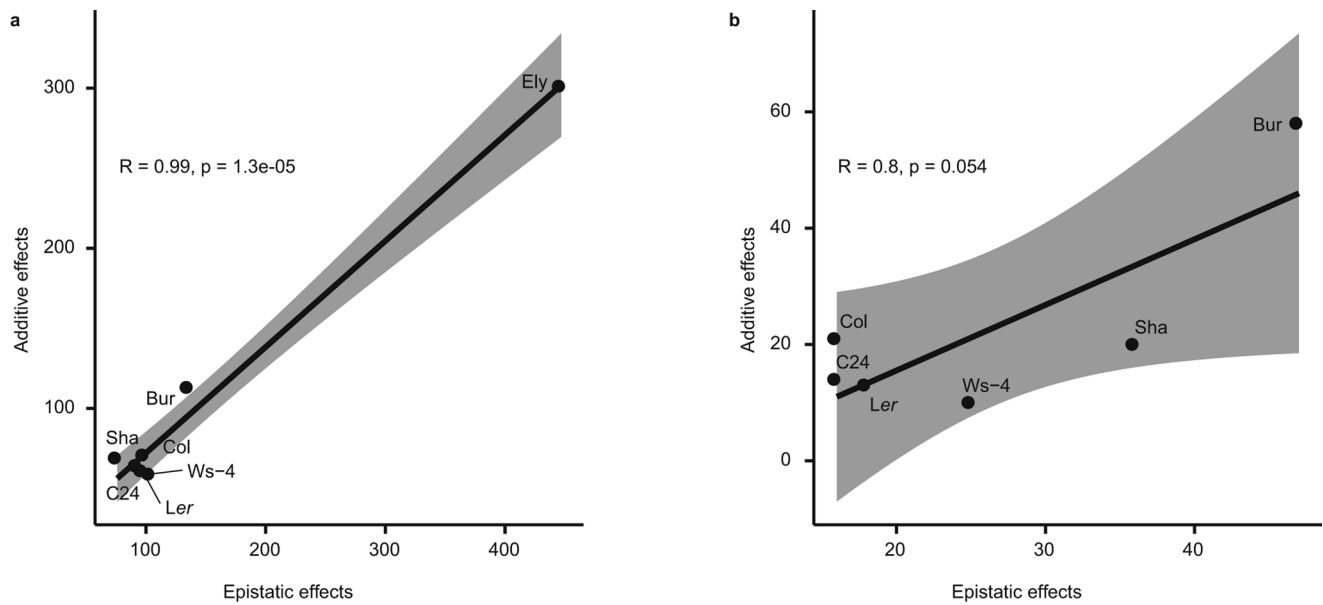 a
300
200
100
Additive effects
R = 0.99, p = 1.3e-05
Ely
Bur
Sha
Col
Ws−4
C24
Ler
100
200
300
400
Epistatic effects
b
60
40
20
0
Additive effects
R = 0.8, p = 0.054
Bur
Col
Sha
C24
Ler
Ws−4
20
30
40
Epistatic effects